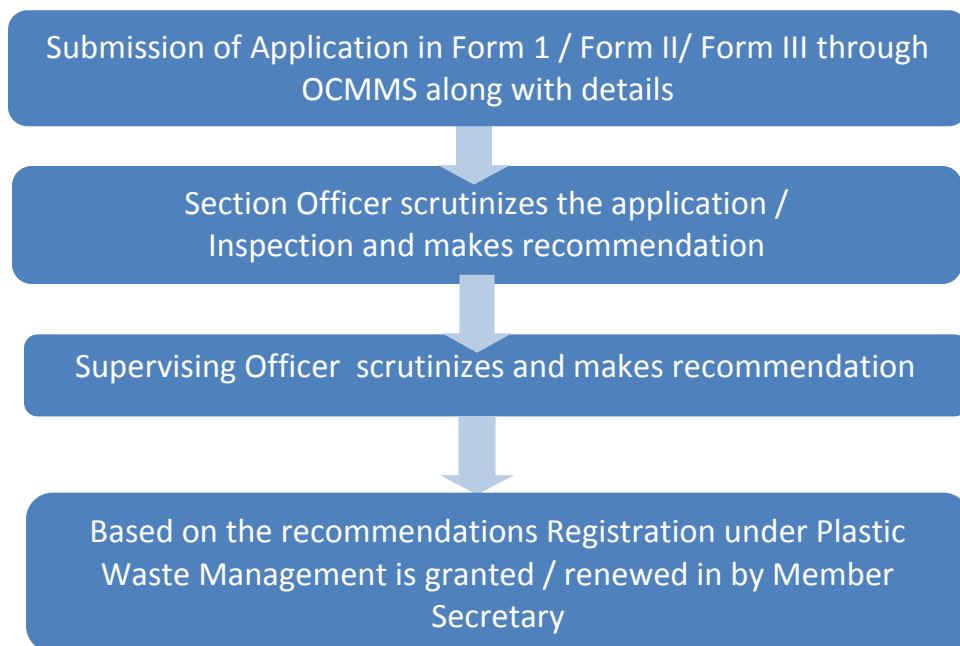 Submission of Application in Form 1 / Form II/ Form III through
OCMMS along with details
Section Officer scrutinizes the application /
Inspection and makes recommendation
Supervising Officer  scrutinizes and makes recommendation
Based on the recommendations Registration under Plastic
Waste Management is granted / renewed in by Member
Secretary